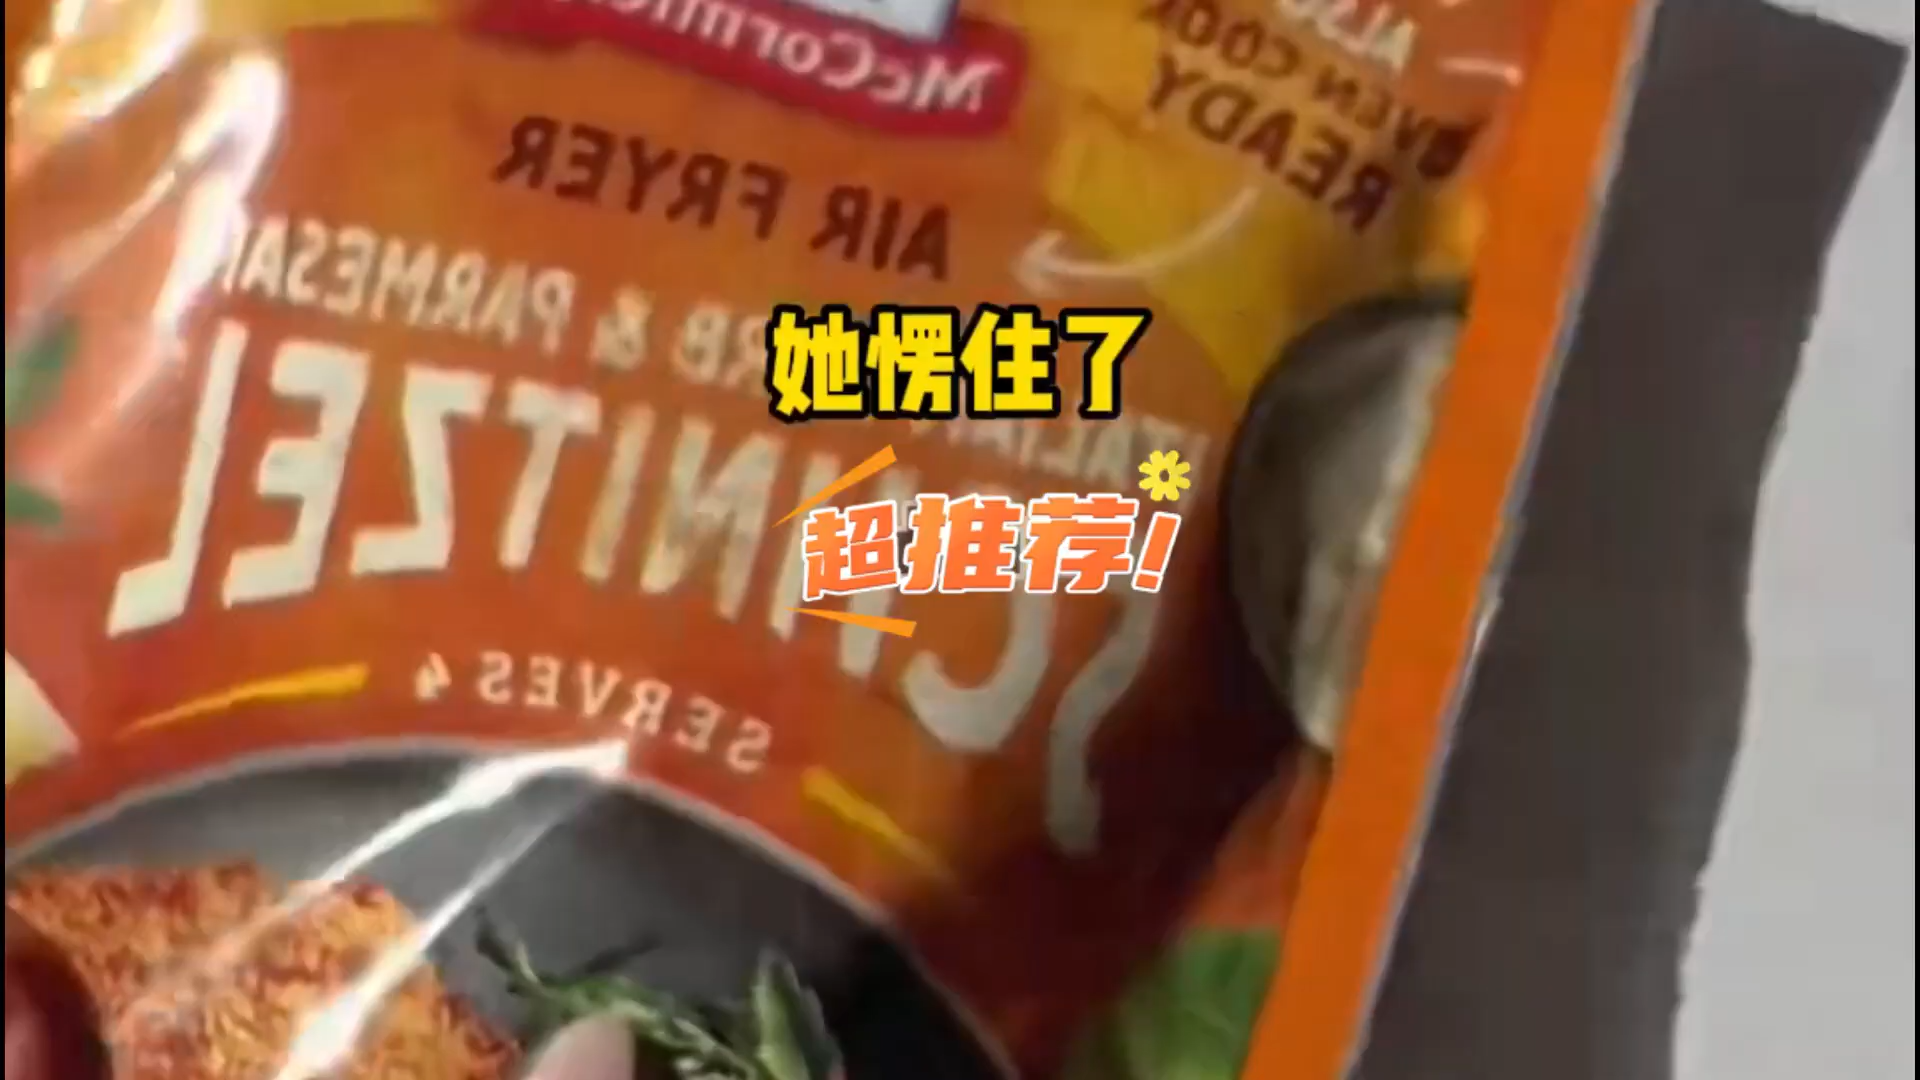 ALSO
OVEN COOK
READY
McCormick
AIR FRYER
ITALIAN HERB & PARMESAN
SCHNITZEL
SERVES 4
她愣住了
超推荐!